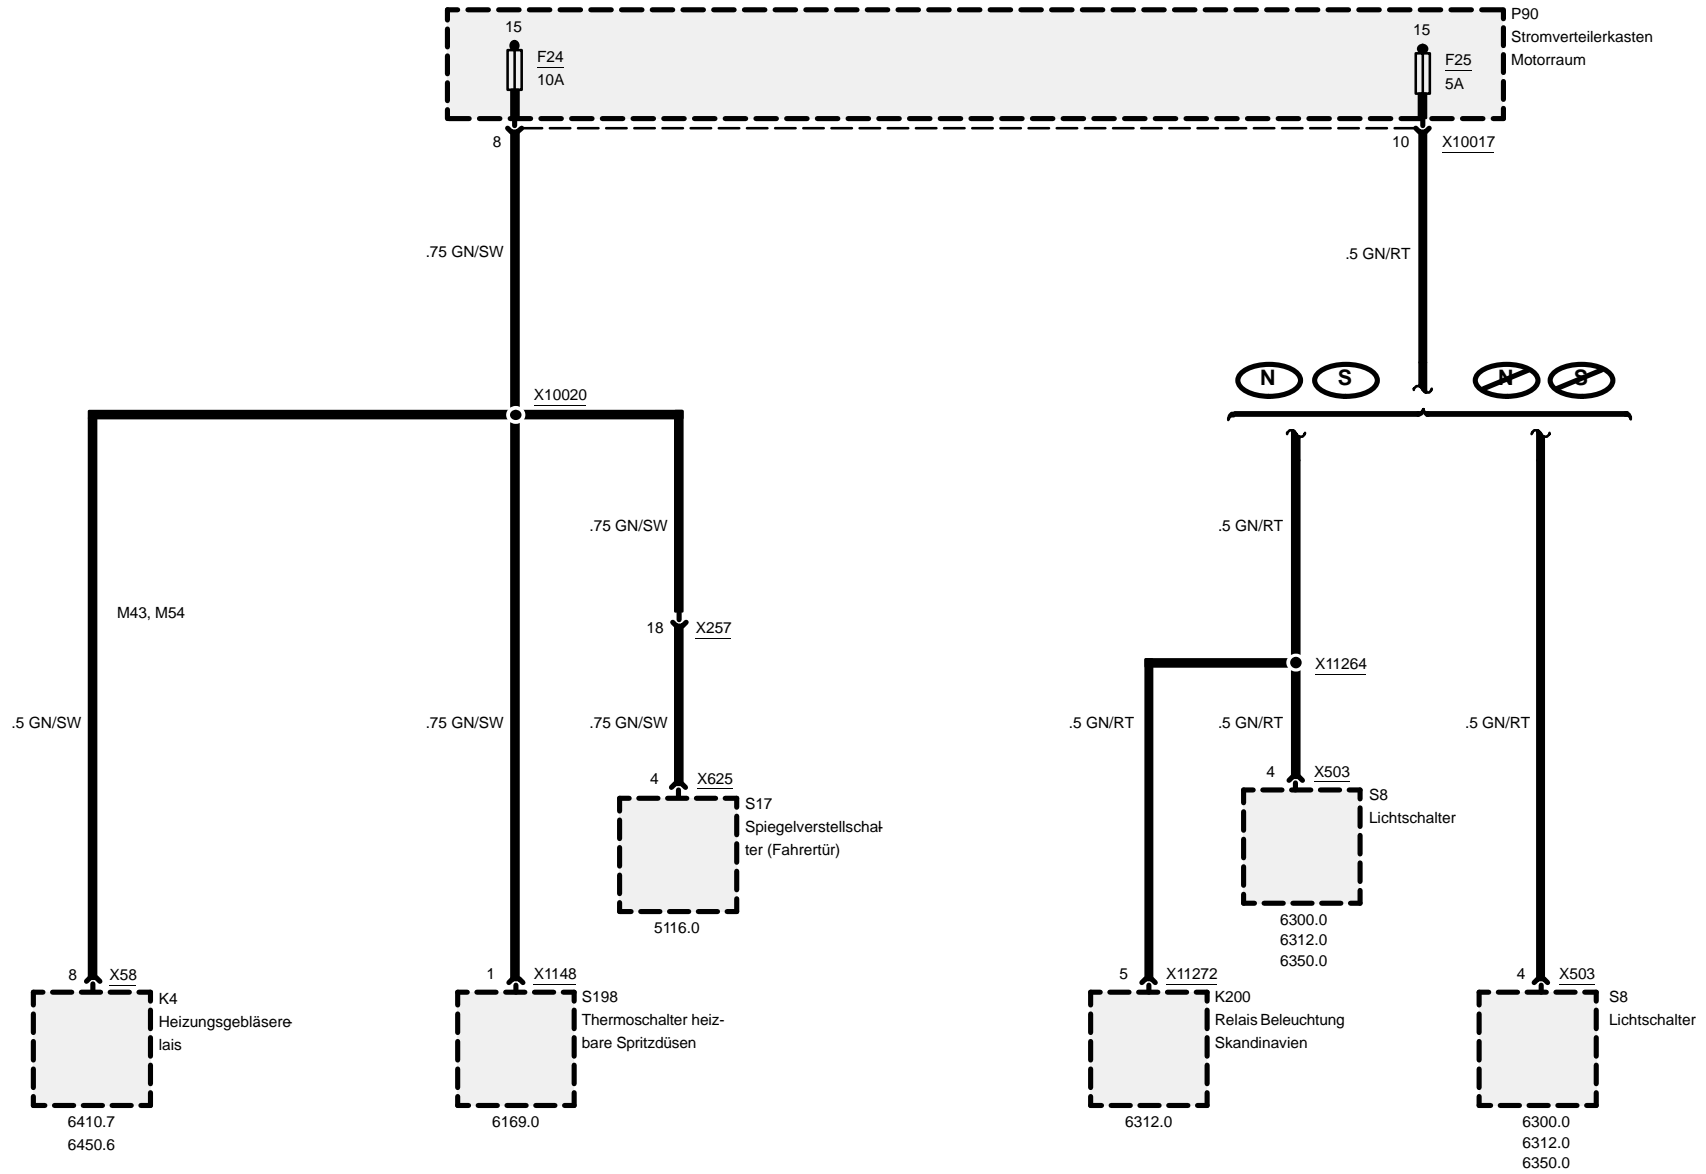 P90
Stromverteilerkasten
Motorraum
15
F24
10A
15
F25
5A
8
10
X10017
.75 GN/SW
.5 GN/RT
N
S
N
S
X10020
.75 GN/SW
.5 GN/RT
M43, M54
18
X257
X11264
.5 GN/SW
.75 GN/SW
.75 GN/SW
.5 GN/RT
.5 GN/RT
.5 GN/RT
4
X625
S17
Spiegelverstellschal-
ter (Fahrertür)
5116.0
4
X503
S8
Lichtschalter
6300.0
6312.0
6350.0
8
X58
K4
Heizungsgebläsere-
lais
6410.7
6450.6
1
X1148
S198
Thermoschalter heiz-
bare Spritzdüsen
6169.0
5
X11272
K200
Relais Beleuchtung
Skandinavien
6312.0
4
X503
S8
Lichtschalter
6300.0
6312.0
6350.0